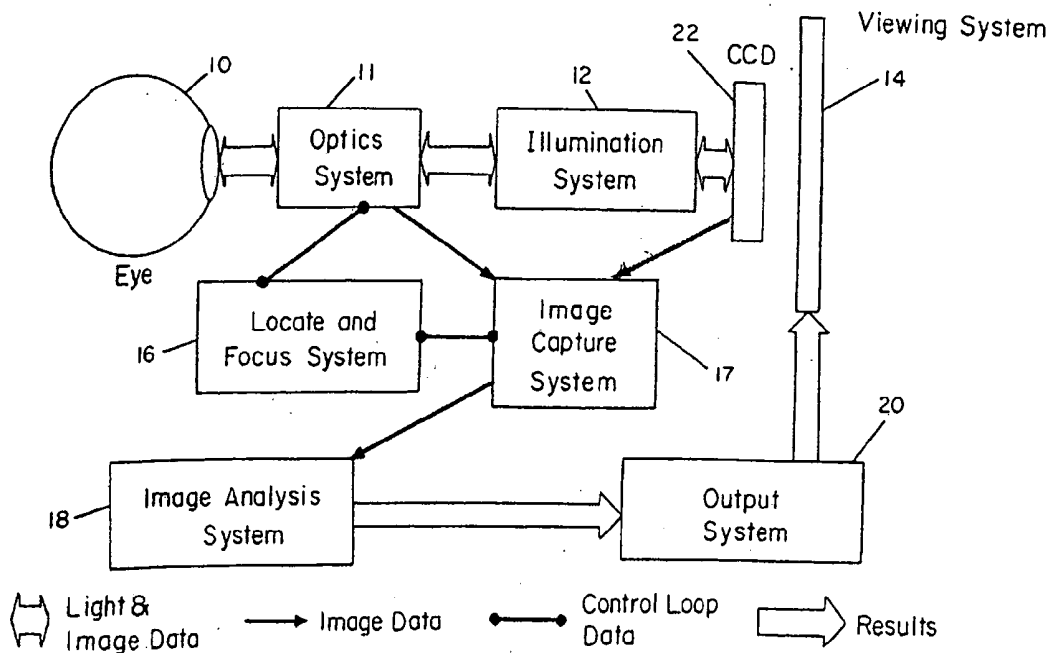 Viewing System
CCD
22
14
10
11
12
Optics
System
Illumination
System
Eye
Locate and
Focus System
16
Image
Capture
System
17
20
Image Analysis
System
18
Output
System
Light &
Image Data
Image Data
Control Loop
Data
Results